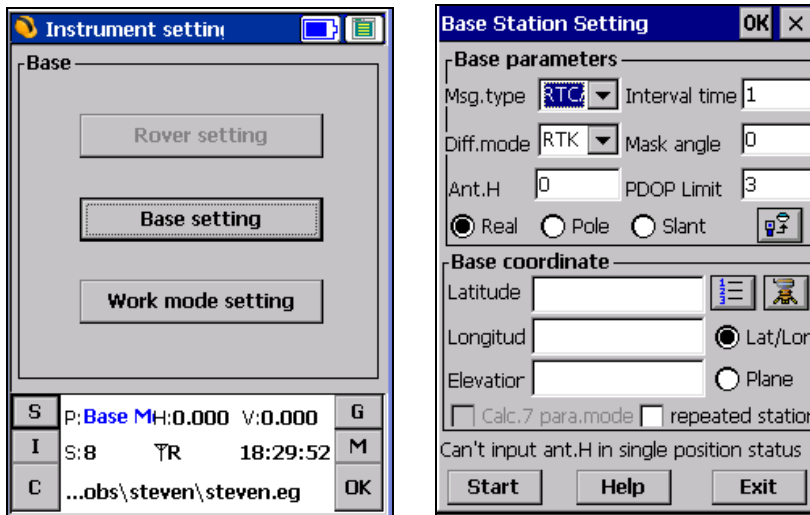 Instrument setting
Base
Rover setting
Base setting
Work mode setting
S P:Base M H:0.000 V:0.000 G
I S:8 R 18:29:52 M
C ...obs\steven\steven.eg OK
Base Station Setting OK ×
Base parameters
Msg.type RTC Interval time 1
Diff.mode RTK Mask angle 0
Ant.H 0 PDOP Limit 3
Real Pole Slant
Base coordinate
Latitude
Longitud Lat/Lon
Elevation Plane
Calc.7 para.mode repeated station
Can't input ant.H in single position status
Start Help Exit